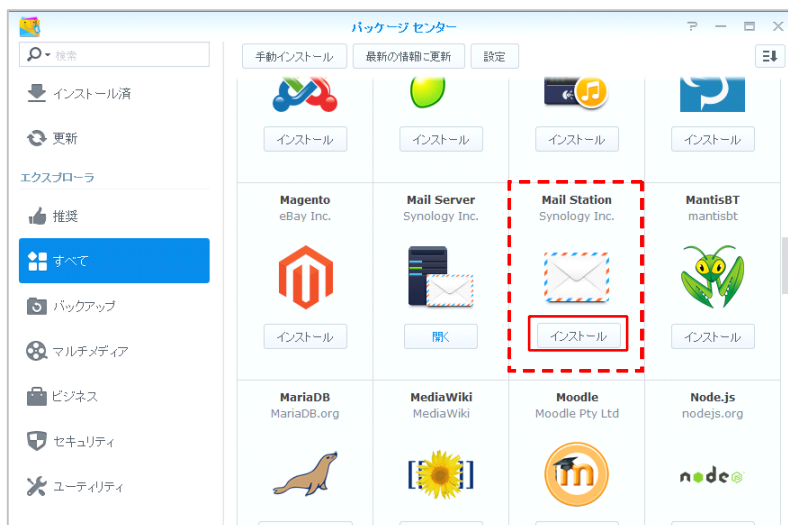 パッケージ センター
検索
手動インストール
最新の情報に更新
設定
インストール済
更新
エクスプローラ
推奨
すべて
バックアップ
マルチメディア
ビジネス
セキュリティ
ユーティリティ
インストール
インストール
インストール
インストール
Magento
eBay Inc.
インストール
Mail Server
Synology Inc.
開く
Mail Station
Synology Inc.
インストール
MantisBT
mantisbt
インストール
MariaDB
MariaDB.org
MediaWiki
MediaWiki
[[ ]]
Moodle
Moodle Pty Ltd
m
Node.js
nodejs.org
node